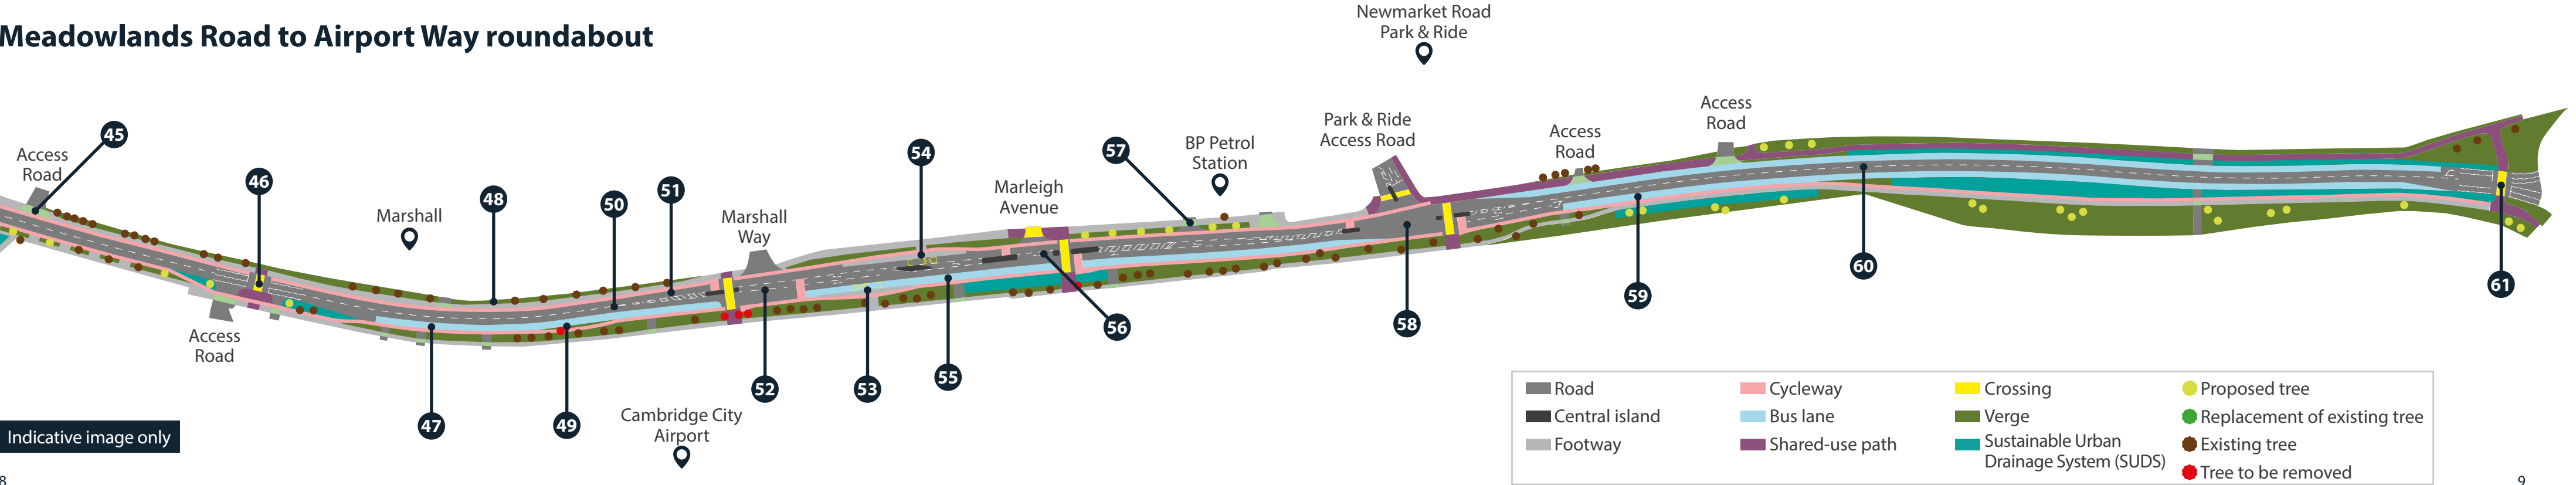 Meadowlands Road to Airport Way roundabout
Newmarket Road
Park & Ride
45
Access
Road
46
Marshall
48
50
51
Marshall
Way
54
Marleigh
Avenue
57
BP Petrol
Station
Park & Ride
Access Road
Access
Road
Access
Road
Access
Road
47
49
Cambridge City
Airport
52
53
55
56
58
59
60
61
Indicative image only
Road
Central island
Footway
Cycleway
Bus lane
Shared-use path
Crossing
Verge
Sustainable Urban
Drainage System (SUDS)
Proposed tree
Replacement of existing tree
Existing tree
Tree to be removed
8
9